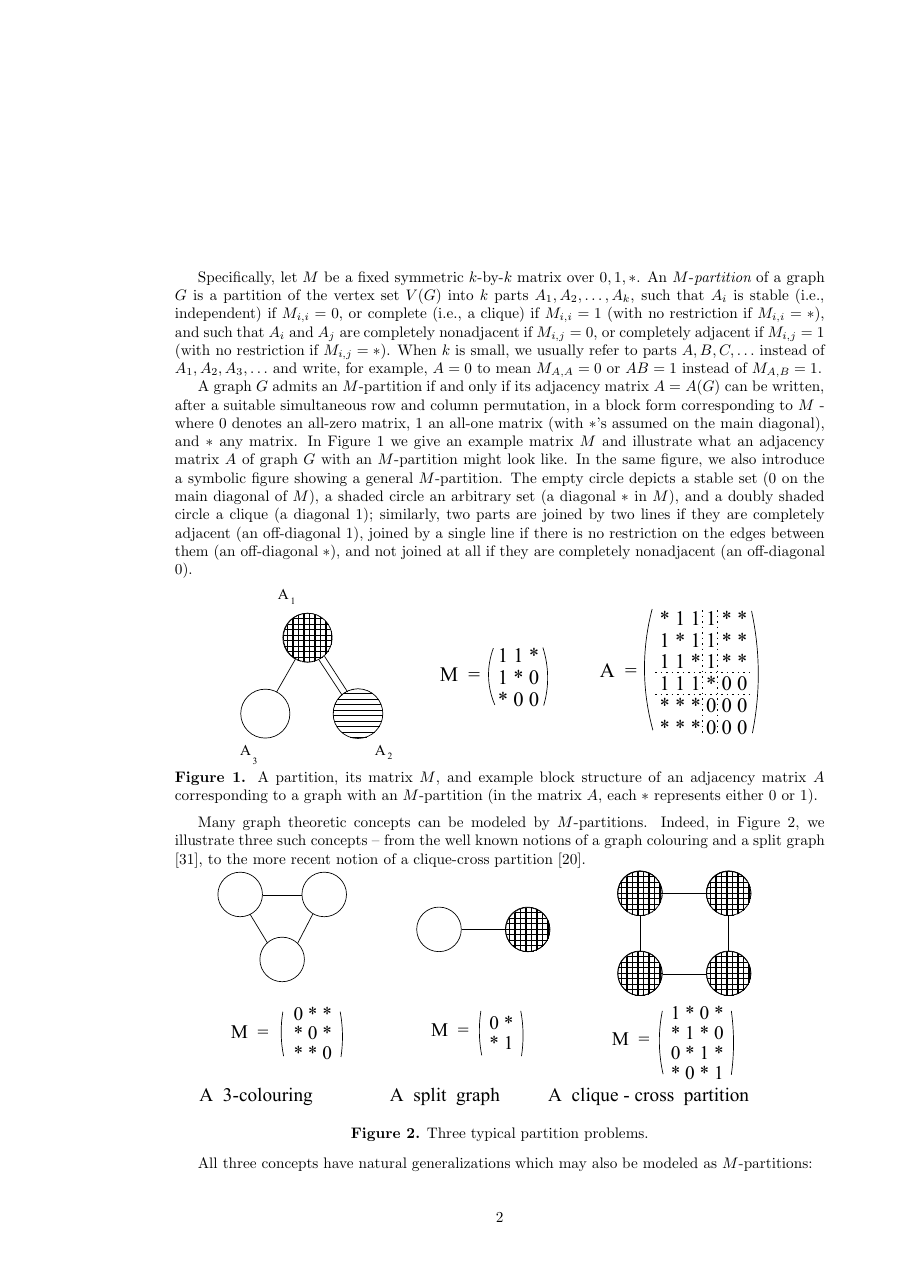 Specifically, let M be a fixed symmetric k-by-k matrix over 0, 1, ∗. An M-partition of a graph
G is a partition of the vertex set V(G) into k parts A₁, A₂, . . . , Aₖ, such that Aᵢ is stable (i.e.,
independent) if Mᵢ,ᵢ = 0, or complete (i.e., a clique) if Mᵢ,ᵢ = 1 (with no restriction if Mᵢ,ᵢ = ∗),
and such that Aᵢ and Aⱼ are completely nonadjacent if Mᵢ,ⱼ = 0, or completely adjacent if Mᵢ,ⱼ = 1
(with no restriction if Mᵢ,ⱼ = ∗). When k is small, we usually refer to parts A, B, C, . . . instead of
A₁, A₂, A₃, . . . and write, for example, A = 0 to mean M_{A,A} = 0 or AB = 1 instead of M_{A,B} = 1.
A graph G admits an M-partition if and only if its adjacency matrix A = A(G) can be written,
after a suitable simultaneous row and column permutation, in a block form corresponding to M -
where 0 denotes an all-zero matrix, 1 an all-one matrix (with ∗'s assumed on the main diagonal),
and ∗ any matrix. In Figure 1 we give an example matrix M and illustrate what an adjacency
matrix A of graph G with an M-partition might look like. In the same figure, we also introduce
a symbolic figure showing a general M-partition. The empty circle depicts a stable set (0 on the
main diagonal of M), a shaded circle an arbitrary set (a diagonal ∗ in M), and a doubly shaded
circle a clique (a diagonal 1); similarly, two parts are joined by two lines if they are completely
adjacent (an off-diagonal 1), joined by a single line if there is no restriction on the edges between
them (an off-diagonal ∗), and not joined at all if they are completely nonadjacent (an off-diagonal
0).
A₁
A₃
A₂
M =
1 1 *
1 * 0
* 0 0
A =
* 1 1 1 * *
1 * 1 1 * *
1 1 * 1 * *
1 1 1 * 0 0
* * * 0 0 0
* * * 0 0 0
Figure 1. A partition, its matrix M, and example block structure of an adjacency matrix A
corresponding to a graph with an M-partition (in the matrix A, each ∗ represents either 0 or 1).
Many graph theoretic concepts can be modeled by M-partitions. Indeed, in Figure 2, we
illustrate three such concepts – from the well known notions of a graph colouring and a split graph
[31], to the more recent notion of a clique-cross partition [20].
M =
0 * *
* 0 *
* * 0
M =
0 *
* 1
M =
1 * 0 *
* 1 * 0
0 * 1 *
* 0 * 1
A 3-colouring
A split graph
A clique - cross partition
Figure 2. Three typical partition problems.
All three concepts have natural generalizations which may also be modeled as M-partitions:
2